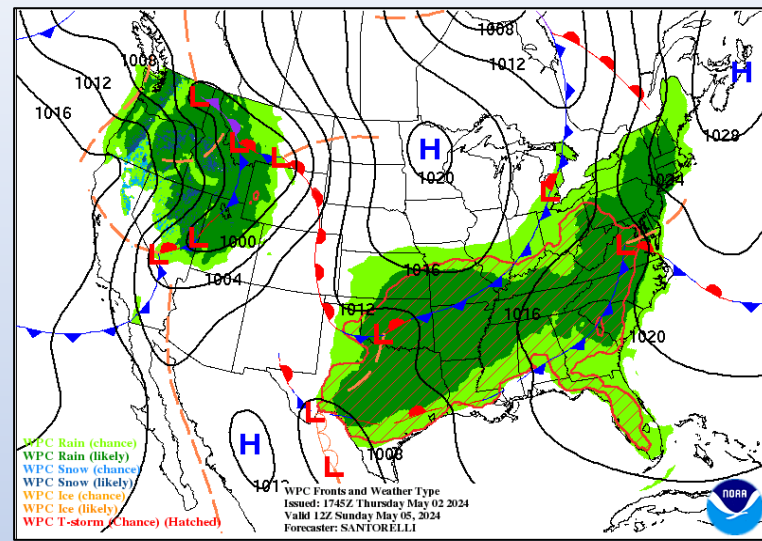 1008
1008
1012
1012
1016
1028
H
H
L
L
L
1020
1024
L
L
L
1000
L
1004
1016
1012
1016
L
1020
L
H
1008
L
1012
WPC Rain (chance)
WPC Rain (likely)
WPC Snow (chance)
WPC Snow (likely)
WPC Ice (chance)
WPC Ice (likely)
WPC T-storm (Chance) (Hatched)
WPC Fronts and Weather Type
Issued: 1745Z Thursday May 02 2024
Valid 12Z Sunday May 05, 2024
Forecaster: SANTORELLI
NOAA